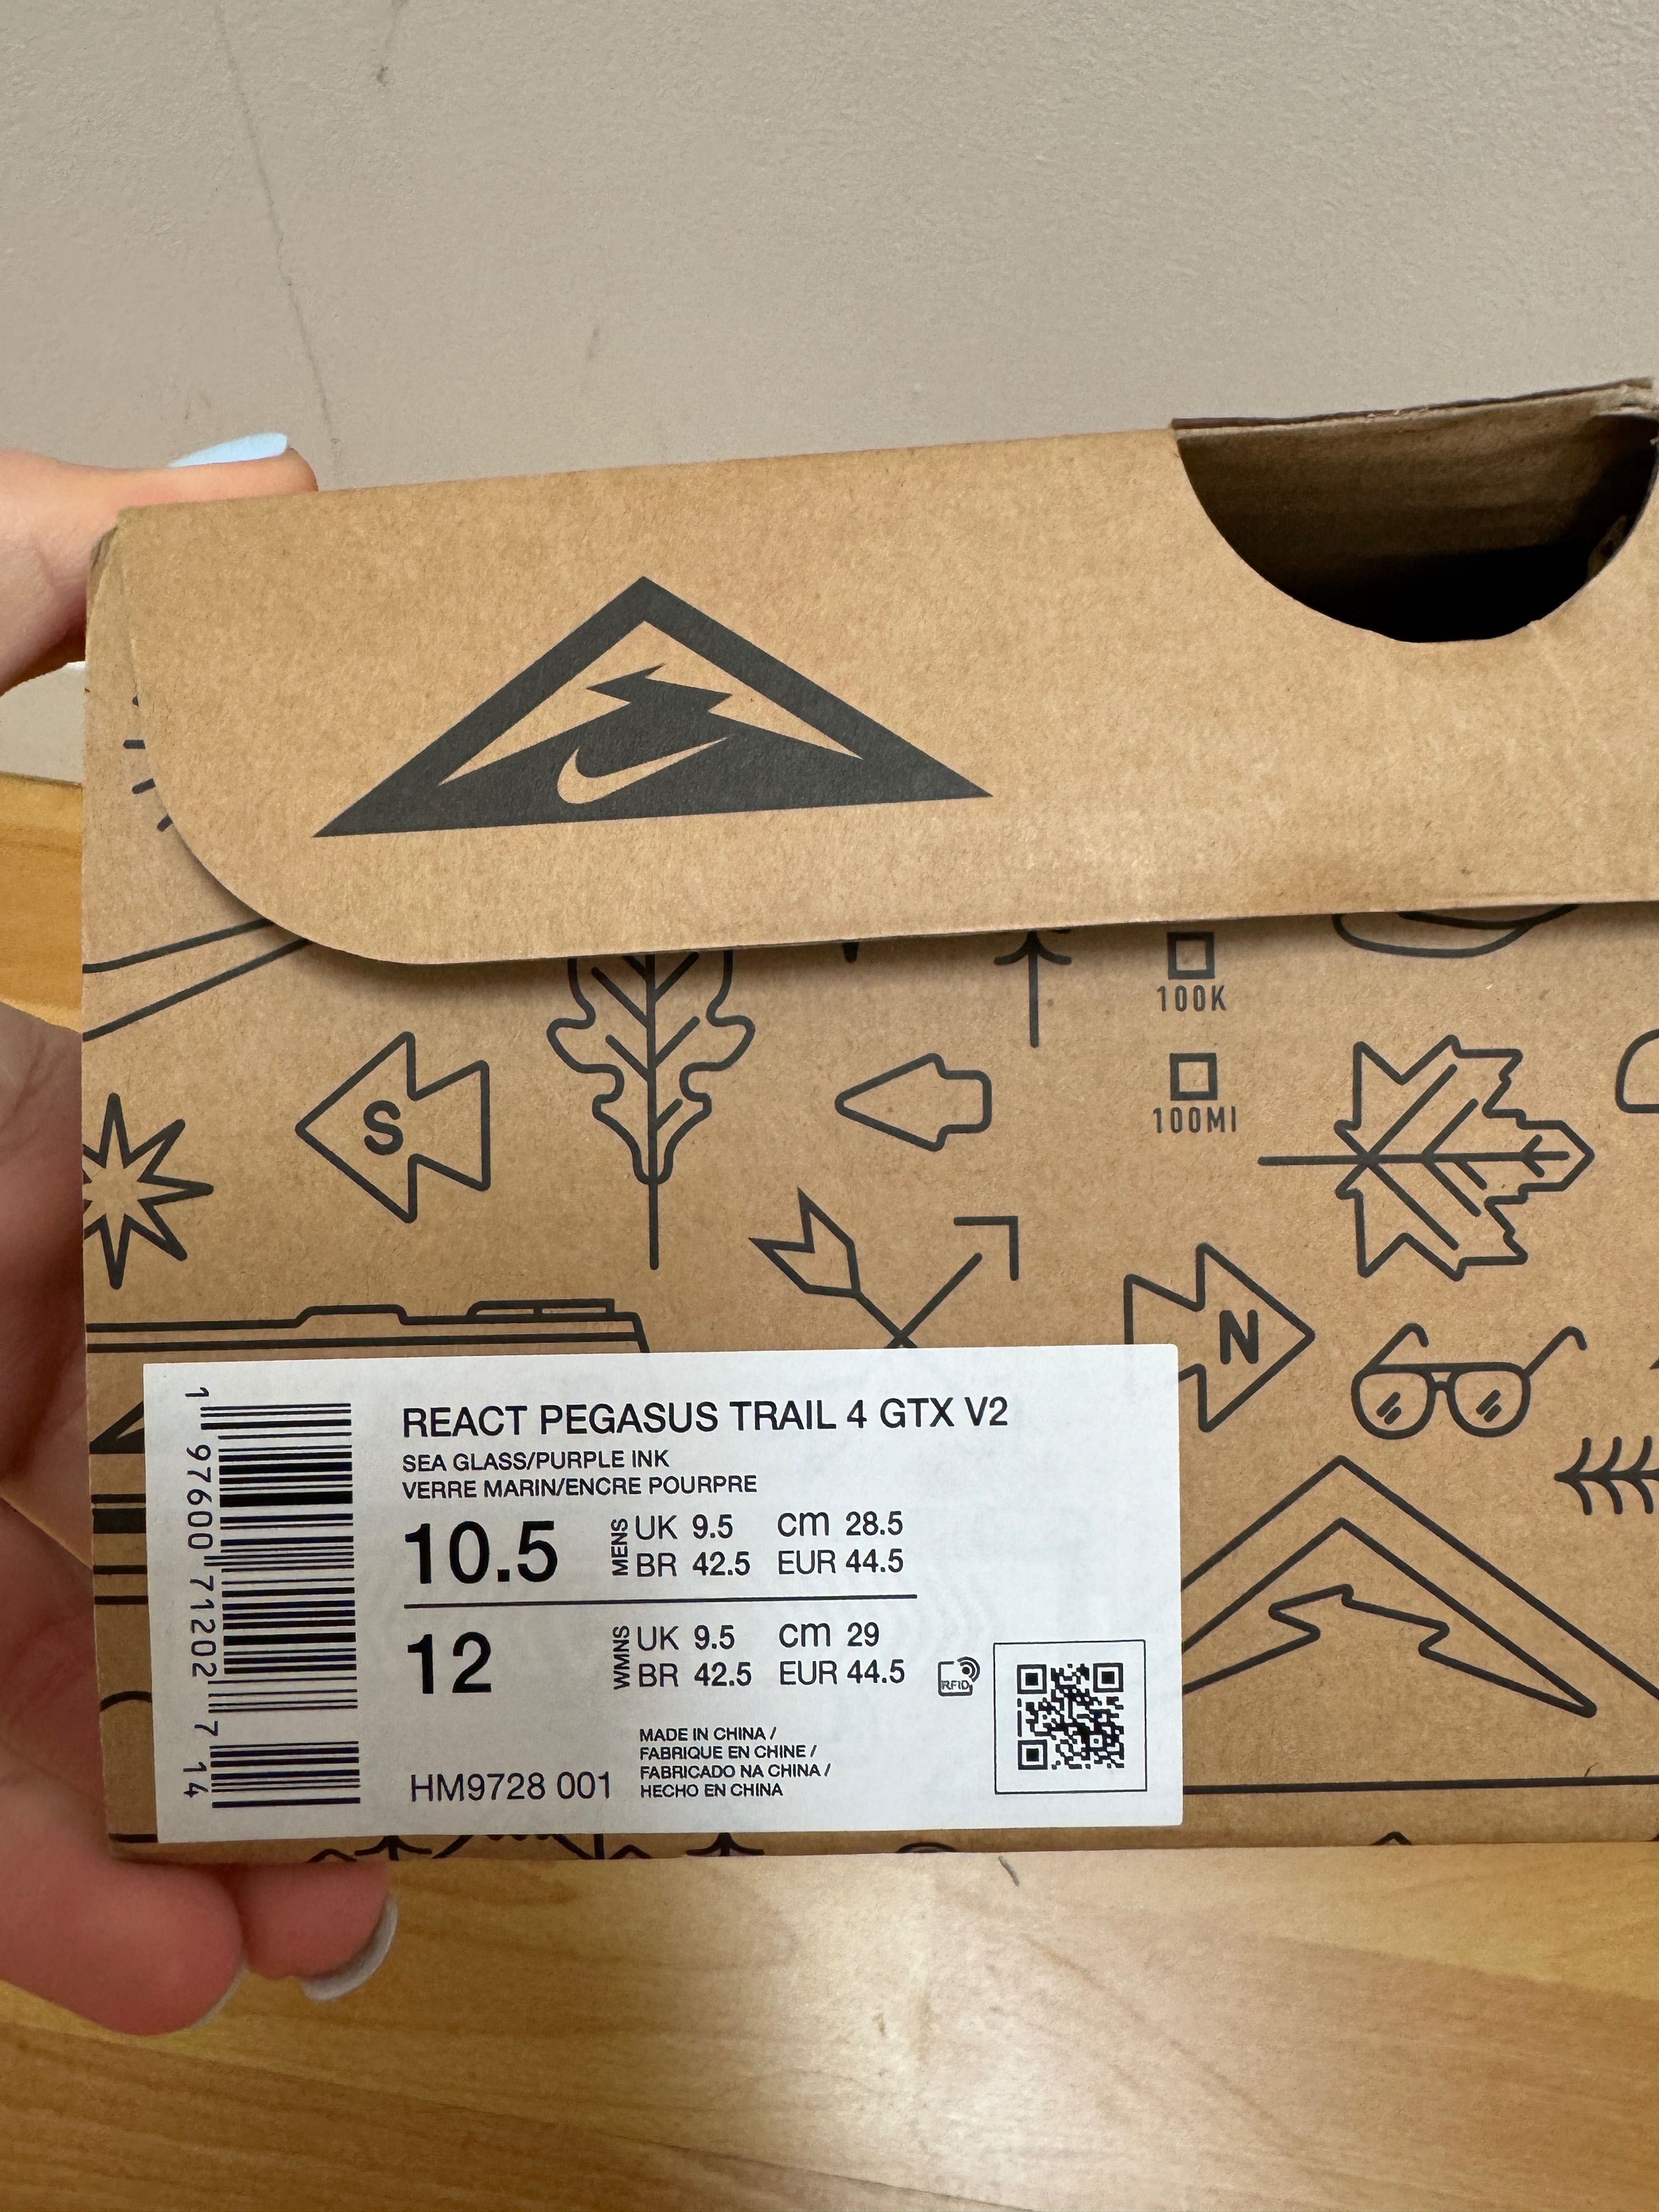 100K
100MI
S
N
REACT PEGASUS TRAIL 4 GTX V2
SEA GLASS/PURPLE INK
VERRE MARIN/ENCRE POURPRE
10.5 MENS UK 9.5 cm 28.5
BR 42.5 EUR 44.5
12 WMNS UK 9.5 cm 29
BR 42.5 EUR 44.5
RFID
MADE IN CHINA /
FABRIQUE EN CHINE /
FABRICADO NA CHINA /
HM9728 001 HECHO EN CHINA
1 97600 71202 7 14